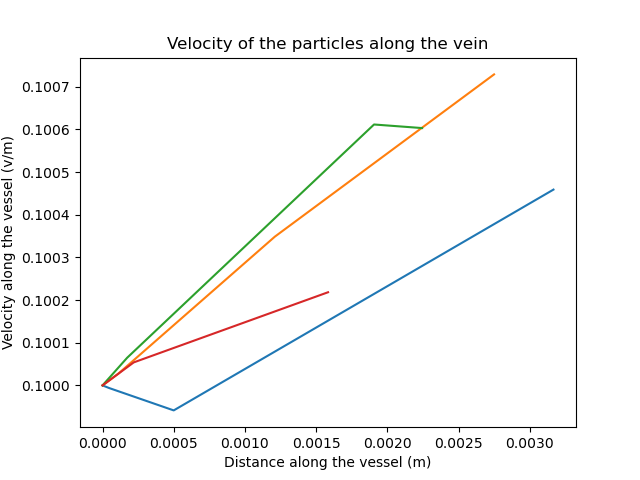 Velocity of the particles along the vein
Velocity along the vessel (v/m)
0.1007
0.1006
0.1005
0.1004
0.1003
0.1002
0.1001
0.1000
0.0000 0.0005 0.0010 0.0015 0.0020 0.0025 0.0030
Distance along the vessel (m)